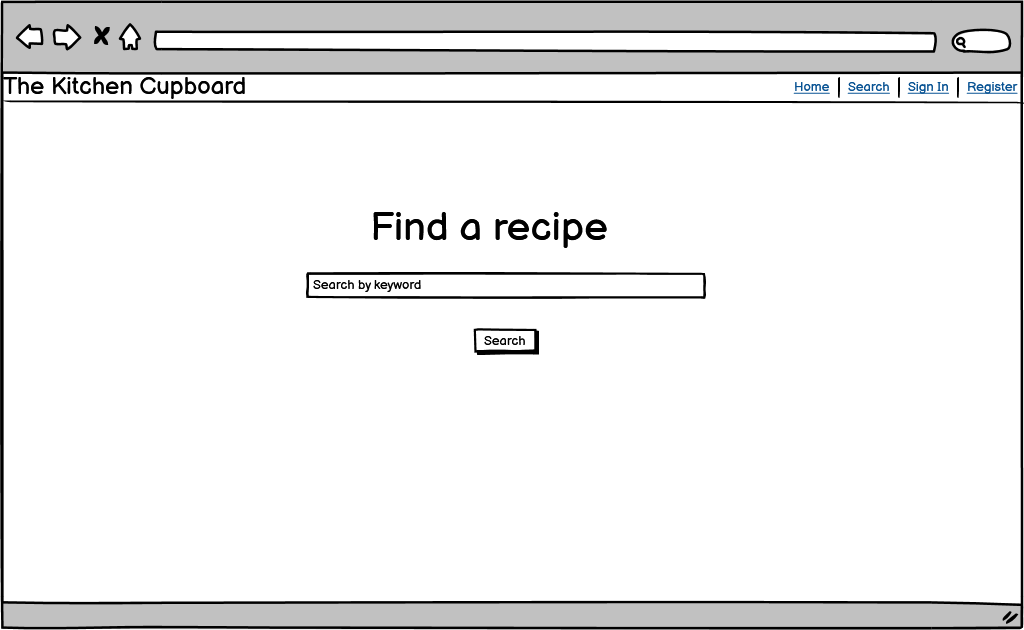 The Kitchen Cupboard
Home | Search | Sign In | Register
Find a recipe
Search by keyword
Search